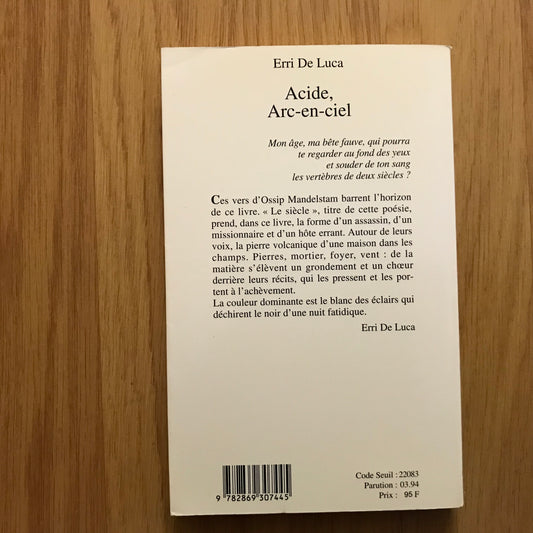 Erri De Luca
Acide,
Arc-en-ciel
Mon âge, ma bête fauve, qui pourra
te regarder au fond des yeux
et souder de ton sang
les vertèbres de deux siècles ?
Ces vers d'Ossip Mandelstam barrent l'horizon
de ce livre. « Le siècle », titre de cette poésie,
prend, dans ce livre, la forme d'un assassin, d'un
missionnaire et d'un hôte errant. Autour de leurs
voix, la pierre volcanique d'une maison dans les
champs. Pierres, mortier, foyer, vent : de la
matière s'élèvent un grondement et un chœur
derrière leurs récits, qui les pressent et les por-
tent à l'achèvement.
La couleur dominante est le blanc des éclairs qui
déchirent le noir d'une nuit fatidique.
Erri De Luca
9 782869 307445
Code Seuil : 22083
Parution : 03.94
Prix : 95 F